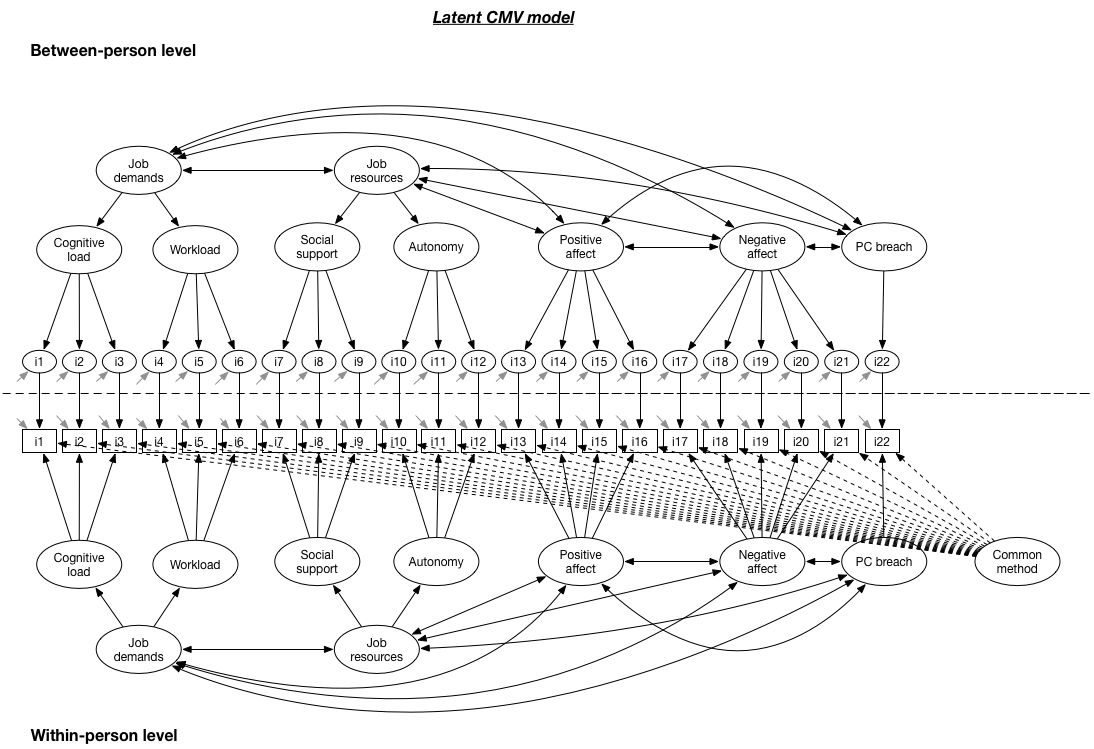 Latent CMV model
Between-person level
Job
demands
Job
resources
Cognitive
load
Workload
Social
support
Autonomy
Positive
affect
Negative
affect
PC breach
i1 i2 i3 i4 i5 i6 i7 i8 i9 i10 i11 i12 i13 i14 i15 i16 i17 i18 i19 i20 i21 i22
i1 i2 i3 i4 i5 i6 i7 i8 i9 i10 i11 i12 i13 i14 i15 i16 i17 i18 i19 i20 i21 i22
Cognitive
load
Workload
Social
support
Autonomy
Positive
affect
Negative
affect
PC breach
Common
method
Job
demands
Job
resources
Within-person level